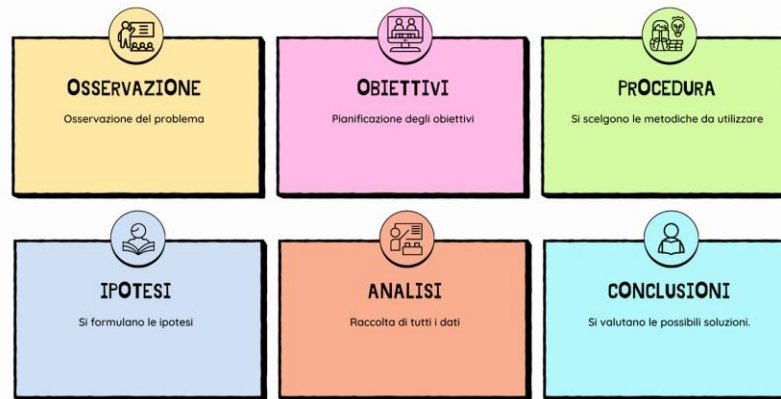 OSSERVAZIONE
Osservazione del problema
OBIETTIVI
Pianificazione degli obiettivi
PROCEDURA
Si scelgono le metodiche da utilizzare
IPOTESI
Si formulano le ipotesi
ANALISI
Raccolta di tutti i dati
CONCLUSIONI
Si valutano le possibili soluzioni.